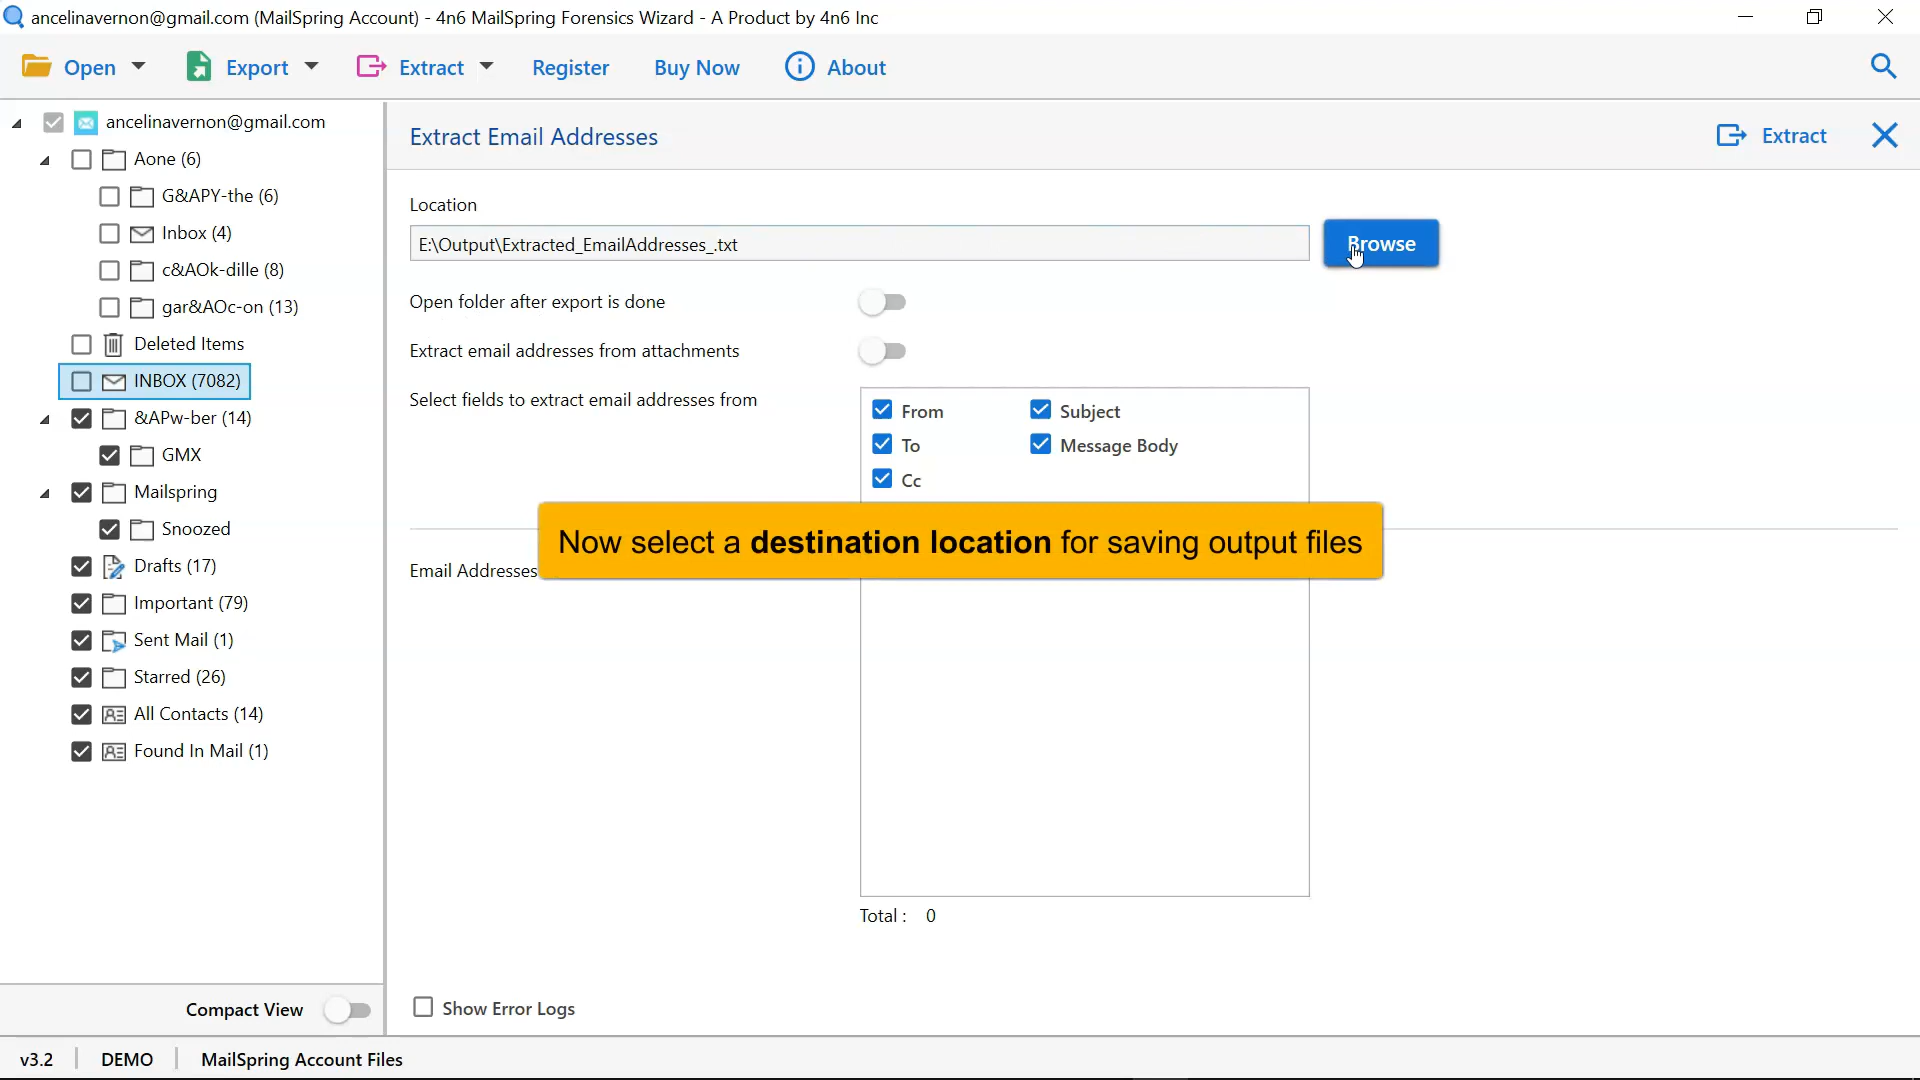 ancelinavernon@gmail.com (MailSpring Account) - 4n6 MailSpring Forensics Wizard - A Product by 4n6 Inc
Open Export Extract Register Buy Now About
ancelinavernon@gmail.com
Aone (6)
G&APY-the (6)
Inbox (4)
c&AOk-dille (8)
gar&AOc-on (13)
Deleted Items
INBOX (7082)
&APw-ber (14)
GMX
Mailspring
Snoozed
Drafts (17)
Important (79)
Sent Mail (1)
Starred (26)
All Contacts (14)
Found In Mail (1)
Compact View
Extract Email Addresses
Extract
Location
E:\Output\Extracted_EmailAddresses_.txt
Browse
Open folder after export is done
Extract email addresses from attachments
Select fields to extract email addresses from
From Subject
To Message Body
Cc
Now select a destination location for saving output files
Email Addresses
Total : 0
Show Error Logs
v3.2 DEMO MailSpring Account Files